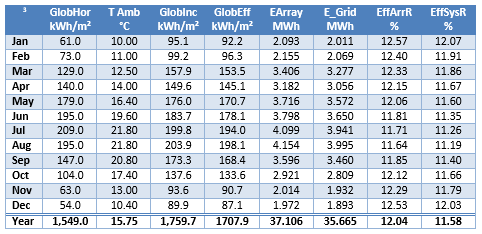 3 GlobHor T Amb GlobInc GlobEff EArray E_Grid EffArrR EffSysR
kWh/m² °C kWh/m² kWh/m² MWh MWh % %
Jan 61.0 10.00 95.1 92.2 2.093 2.011 12.57 12.07
Feb 73.0 11.00 99.2 96.3 2.155 2.069 12.40 11.91
Mar 129.0 12.50 157.9 153.5 3.406 3.277 12.33 11.86
Apr 140.0 14.00 149.6 145.1 3.182 3.056 12.15 11.67
May 179.0 16.40 176.0 170.7 3.716 3.572 12.06 11.60
Jun 195.0 19.60 183.7 178.1 3.798 3.650 11.81 11.35
Jul 209.0 21.80 199.8 194.0 4.099 3.941 11.71 11.26
Aug 195.0 21.80 203.9 198.1 4.154 3.995 11.64 11.19
Sep 147.0 20.80 173.3 168.4 3.596 3.460 11.85 11.40
Oct 104.0 17.40 137.6 133.6 2.921 2.809 12.12 11.66
Nov 63.0 13.00 93.6 90.7 2.014 1.932 12.29 11.79
Dec 54.0 10.40 89.9 87.1 1.972 1.893 12.53 12.03
Year 1,549.0 15.75 1,759.7 1707.9 37.106 35.665 12.04 11.58